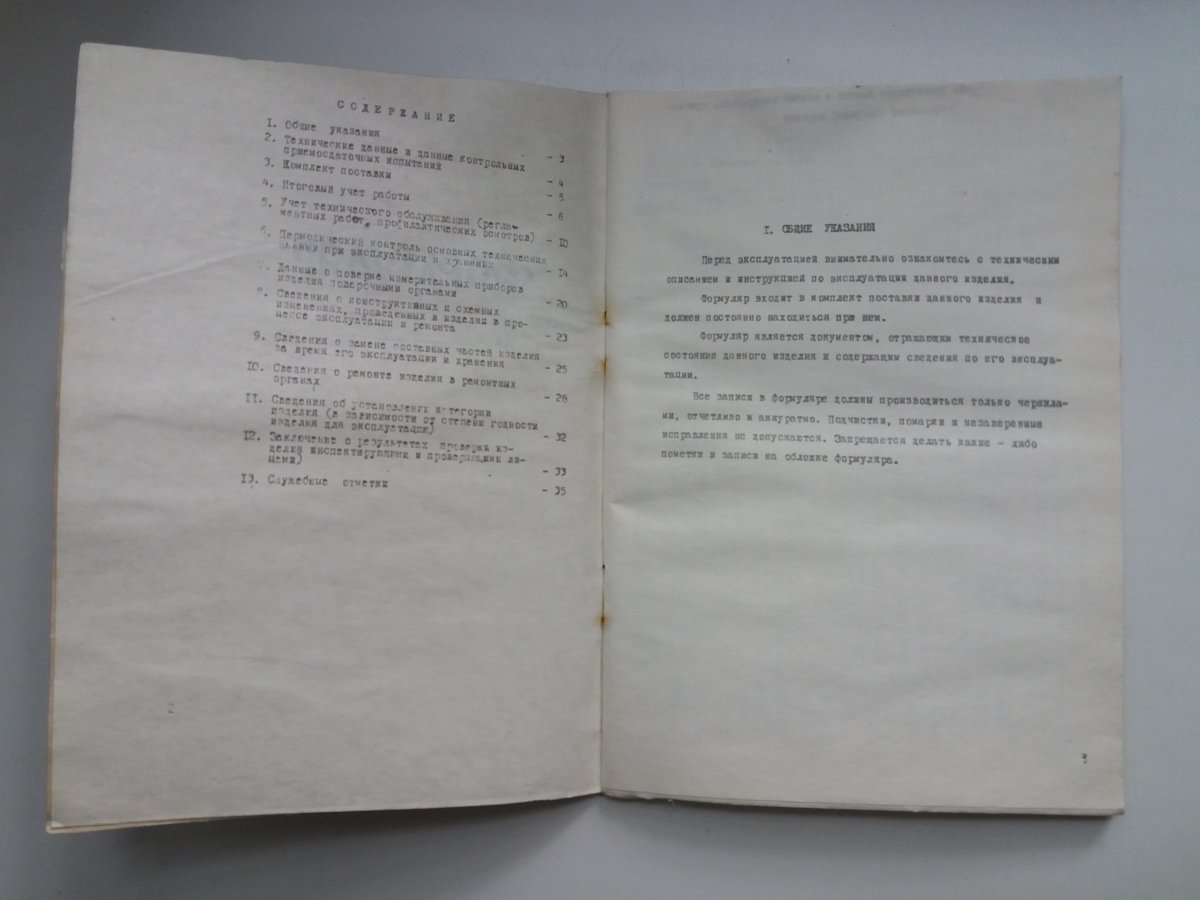 СОДЕРЖАНИЕ
I. Общие указания - 3
2. Технические данные и данные контрольных
приемосдаточных испытаний - 4
3. Комплект поставки - 5
4. Итоговый учет работы - 6
5. Учет технического обслуживания (регла-
ментных работ, профилактических осмотров) - 10
6. Периодический контроль основных технических
данных при эксплуатации и хранении - 14
7. Данные о поверке измерительных приборов
изделия поверочными органами - 20
8. Сведения о конструктивных и схемных
изменениях, проведенных в изделии в про-
цессе эксплуатации и ремонта - 23
9. Сведения о замене составных частей изделия
за время его эксплуатации и хранения - 25
10. Сведения о ремонте изделия в ремонтных
органах - 28
II. Сведения об установлении категории
изделия (в зависимости от степени годности
изделия для эксплуатации) - 32
12. Заключение о результатах проверки из-
делия инспектирующими и проверяющими ли-
цами) - 33
13. Служебные отметки - 35
2
I. ОБЩИЕ УКАЗАНИЯ
Перед эксплуатацией внимательно ознакомьтесь с техническим
описанием и инструкцией по эксплуатации данного изделия.
Формуляр входит в комплект поставки данного изделия и
должен постоянно находиться при нем.
Формуляр является документом, отражающим техническое
состояние данного изделия и содержащим сведения по его эксплуа-
тации.
Все записи в формуляре должны производиться только чернила-
ми, отчетливо и аккуратно. Подчистки, помарки и незаверенные
исправления не допускается. Запрещается делать какие - либо
пометки и записи на обложке формуляра.
3